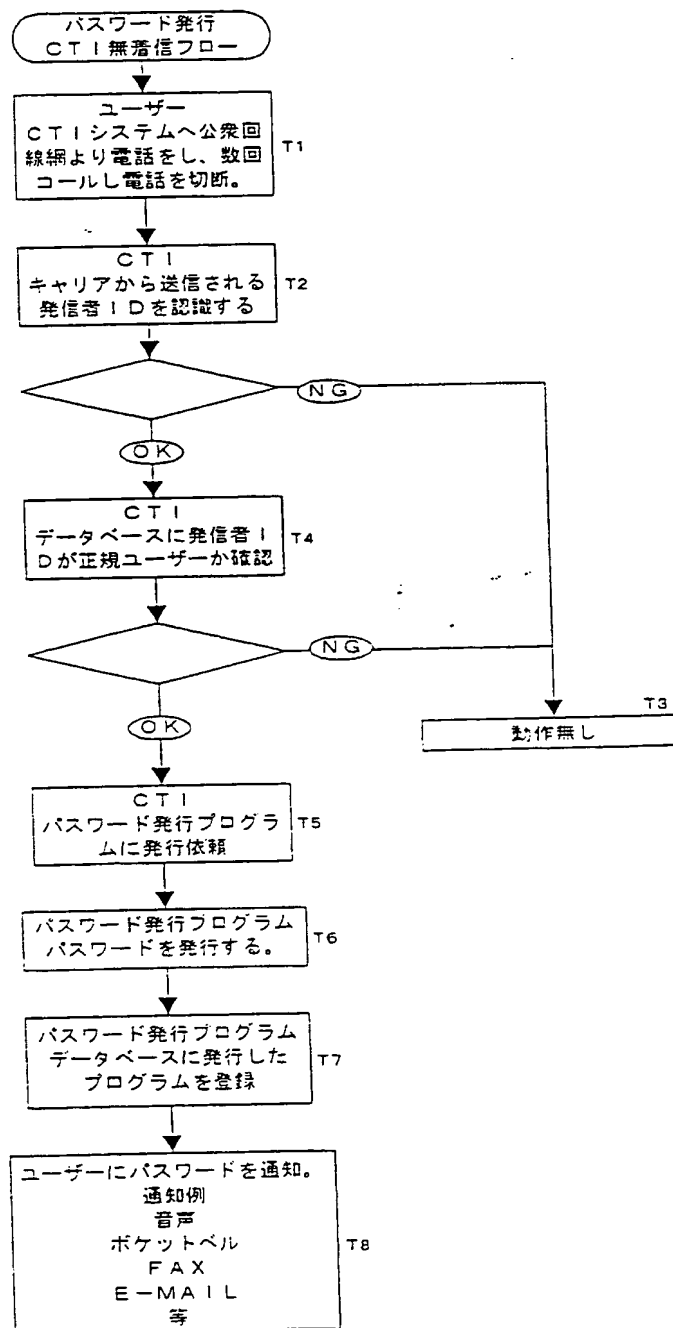 パスワード発行
CTI無着信フロー
ユーザー
CTIシステムへ公衆回
線網より電話をし、数回
コールし電話を切断。
T1
CTI
キャリアから送信される
発信者IDを認識する
T2
NG
OK
CTI
データベースに発信者I
Dが正規ユーザーか確認
T4
NG
OK
T3
動作無し
CTI
パスワード発行プログラ
ムに発行依頼
T5
パスワード発行プログラム
パスワードを発行する。
T6
パスワード発行プログラム
データベースに発行した
プログラムを登録
T7
ユーザーにパスワードを通知。
通知例
音声
ポケットベル
FAX
E-MAIL
等
T8